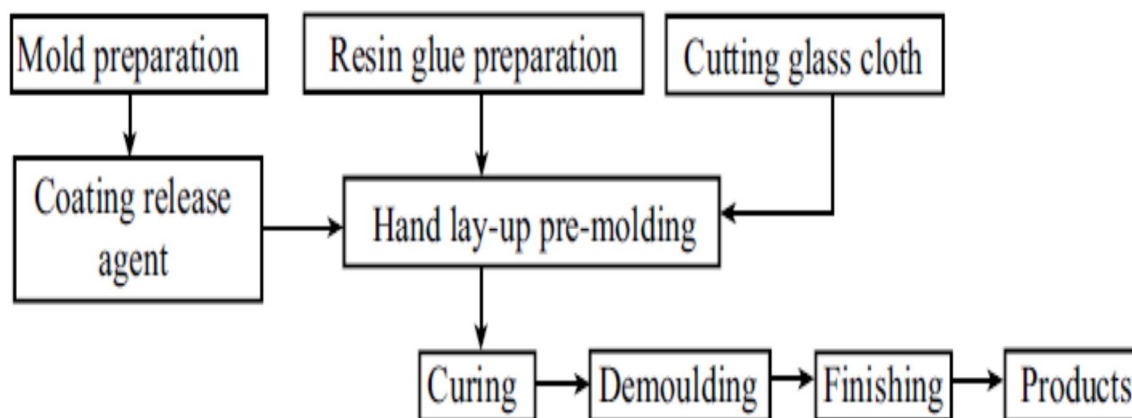 Mold preparation
Resin glue preparation
Cutting glass cloth
Coating release
agent
Hand lay-up pre-molding
Curing
Demoulding
Finishing
Products